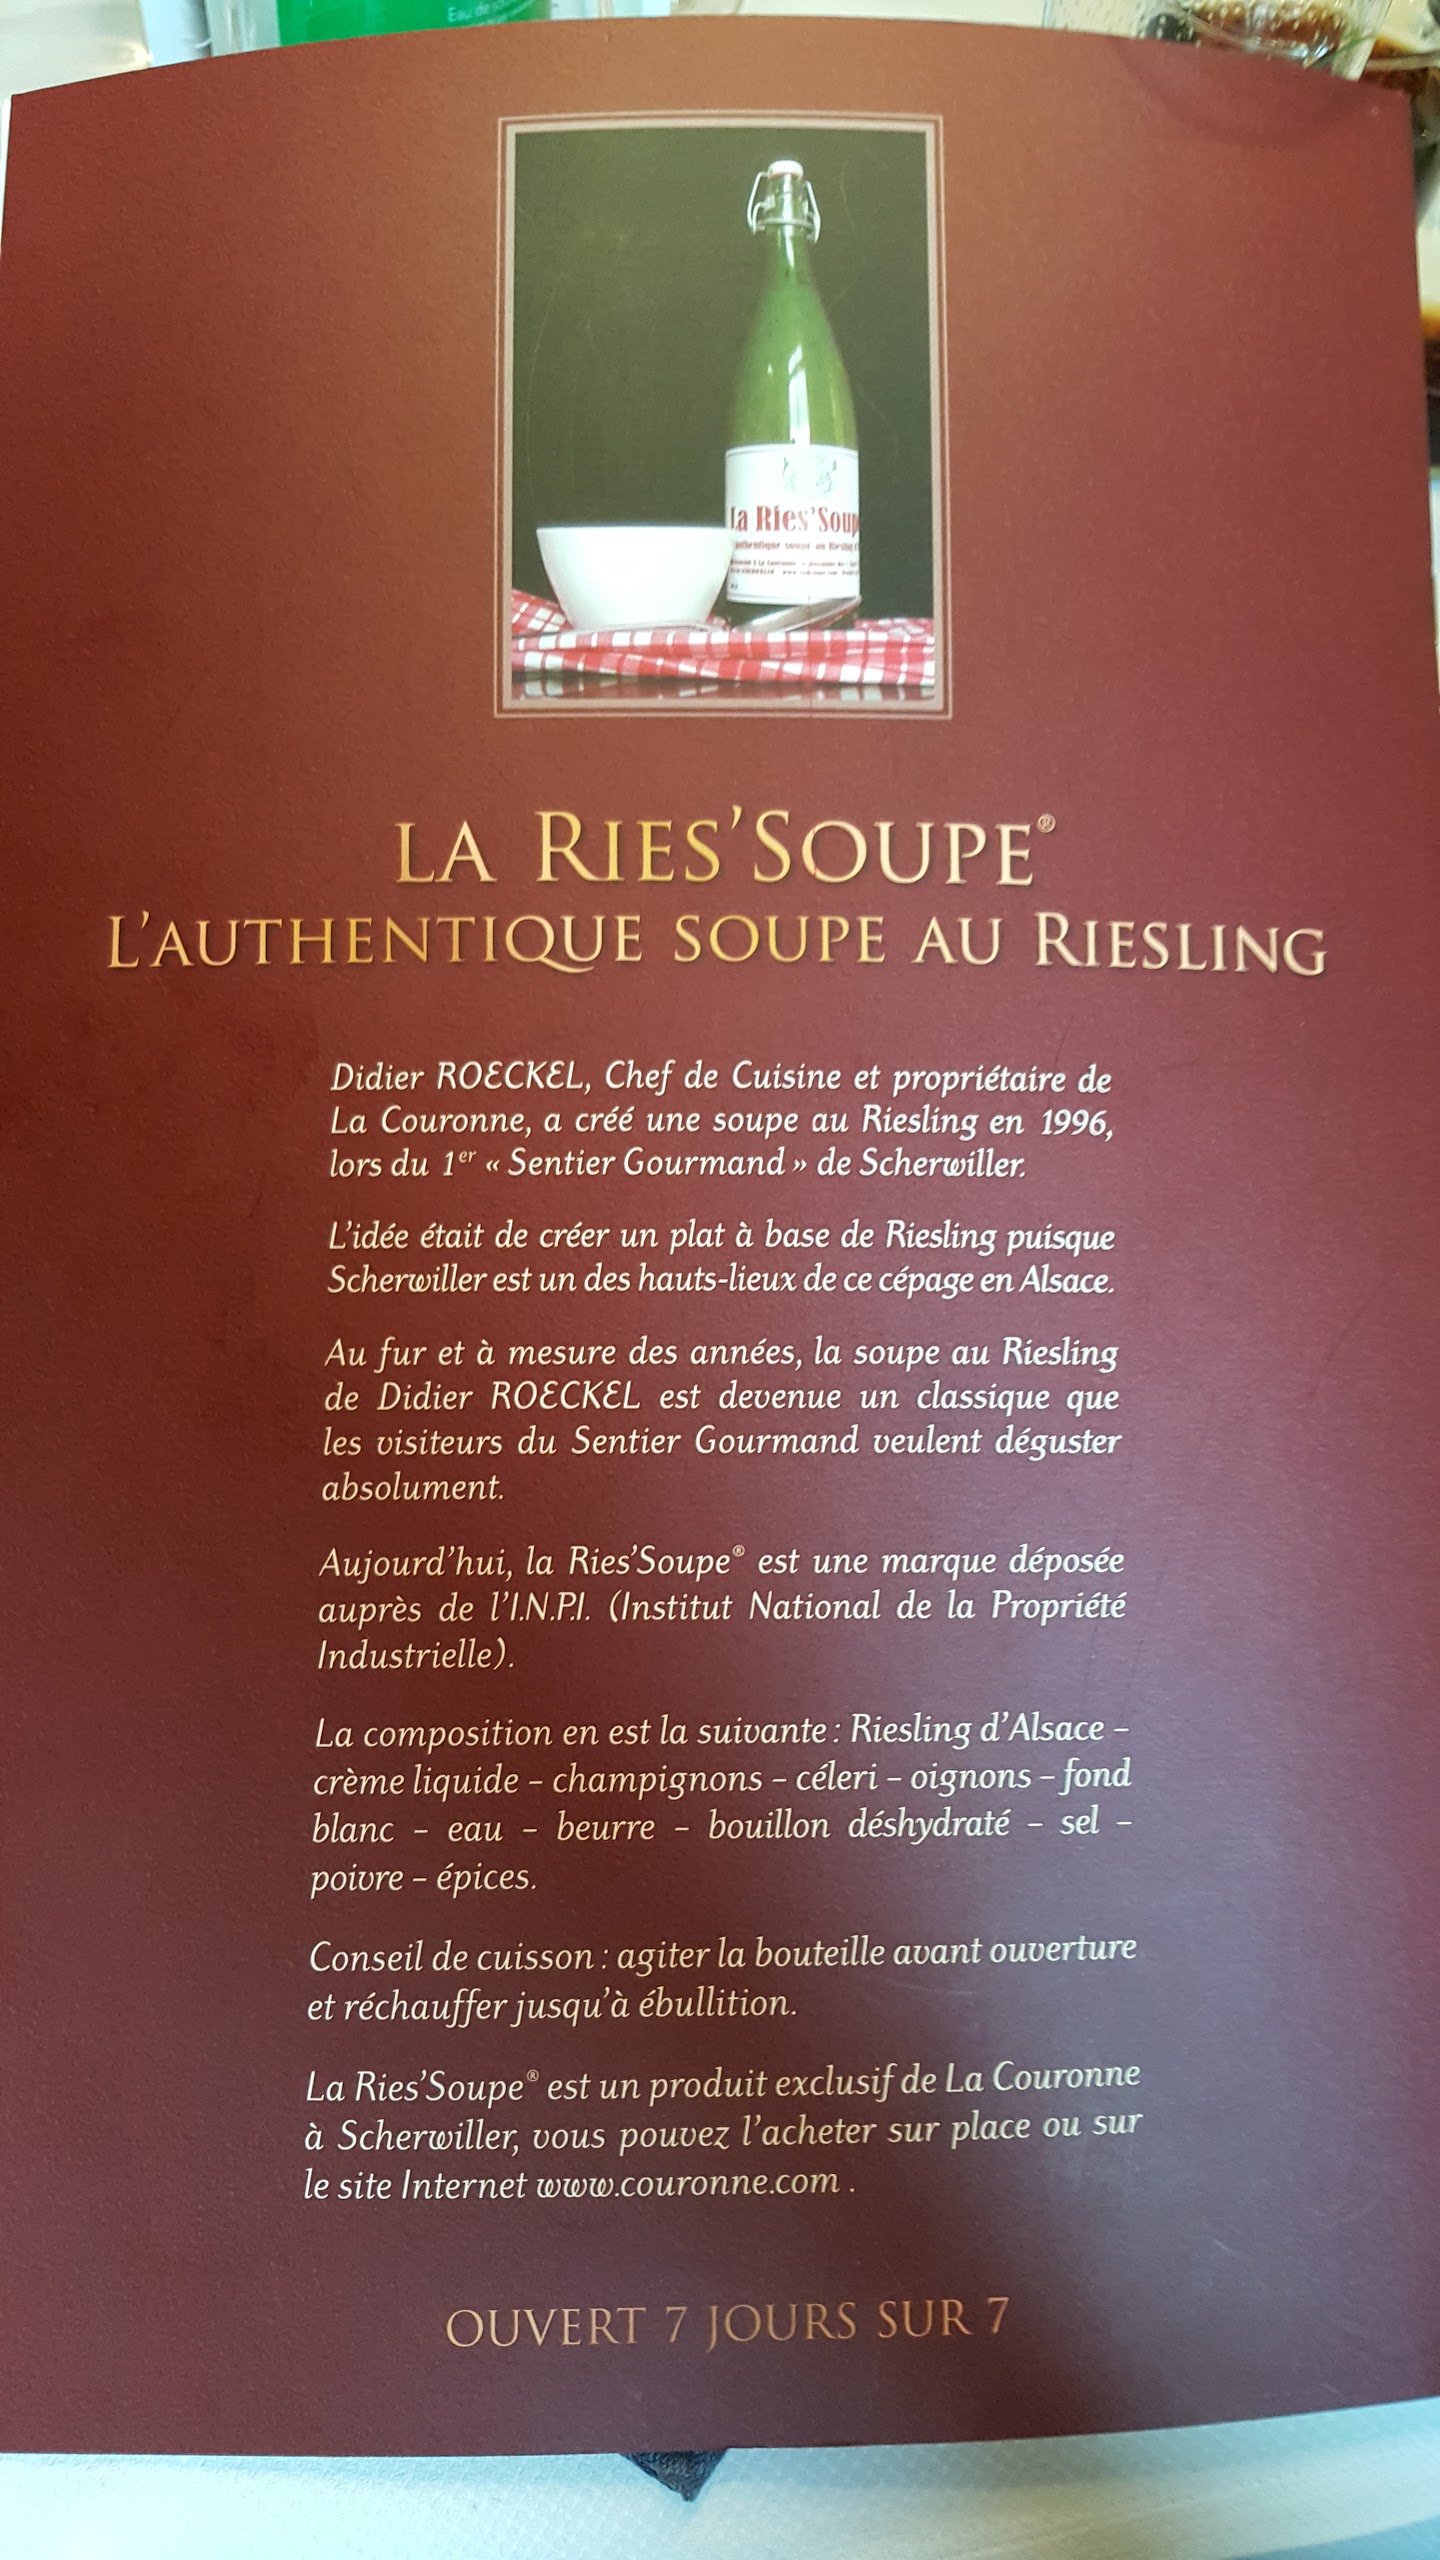 Eau de
La Ries'Soup
LA RIES'SOUPE®
L'AUTHENTIQUE SOUPE AU RIESLING
Didier ROECKEL, Chef de Cuisine et propriétaire de
La Couronne, a créé une soupe au Riesling en 1996,
lors du 1er « Sentier Gourmand » de Scherwiller.
L'idée était de créer un plat à base de Riesling puisque
Scherwiller est un des hauts-lieux de ce cépage en Alsace.
Au fur et à mesure des années, la soupe au Riesling
de Didier ROECKEL est devenue un classique que
les visiteurs du Sentier Gourmand veulent déguster
absolument.
Aujourd'hui, la Ries'Soupe® est une marque déposée
auprès de l'I.N.P.I. (Institut National de la Propriété
Industrielle).
La composition en est la suivante : Riesling d'Alsace –
crème liquide – champignons – céleri – oignons – fond
blanc – eau – beurre – bouillon déshydraté – sel –
poivre – épices.
Conseil de cuisson : agiter la bouteille avant ouverture
et réchauffer jusqu'à ébullition.
La Ries'Soupe® est un produit exclusif de La Couronne
à Scherwiller, vous pouvez l'acheter sur place ou sur
le site Internet www.couronne.com .
OUVERT 7 JOURS SUR 7